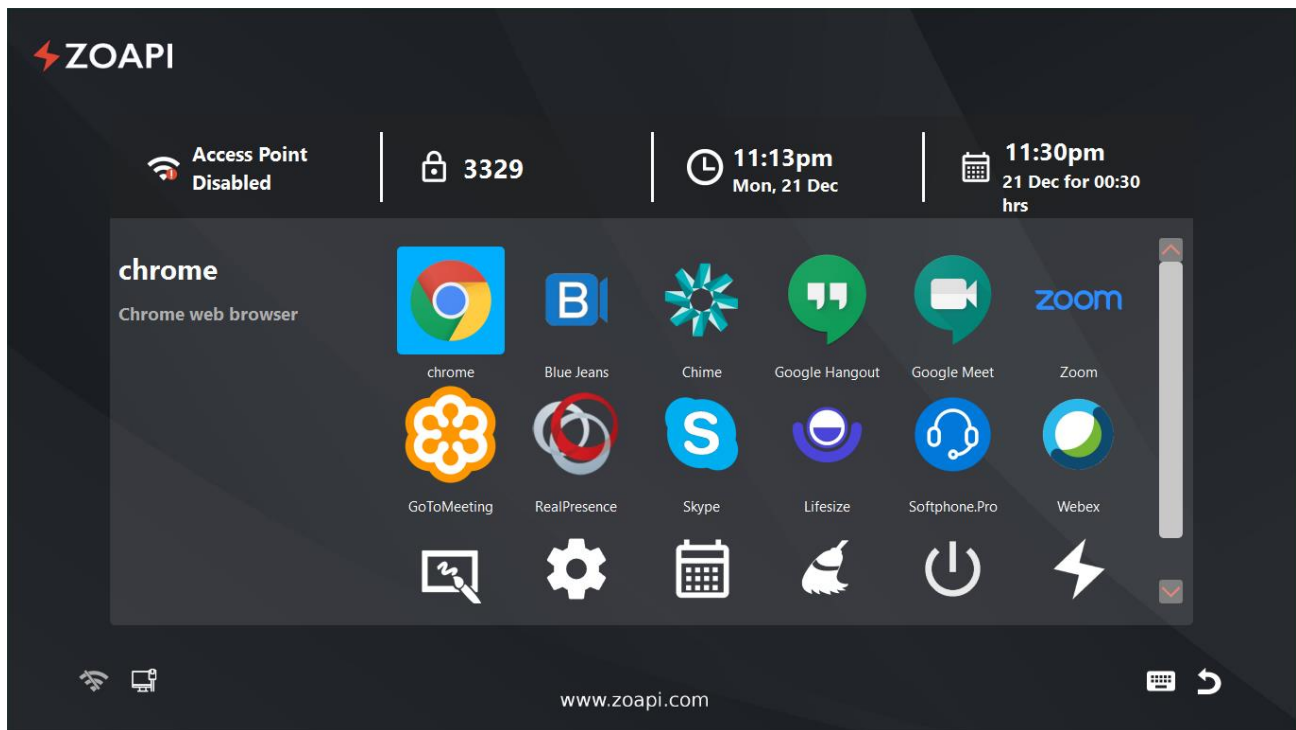 ZOAPI
Access Point
Disabled
3329
11:13pm
Mon, 21 Dec
11:30pm
21 Dec for 00:30
hrs
chrome
Chrome web browser
B
zoom
chrome
Blue Jeans
Chime
Google Hangout
Google Meet
Zoom
S
GoToMeeting
RealPresence
Skype
Lifesize
Softphone.Pro
Webex
www.zoapi.com